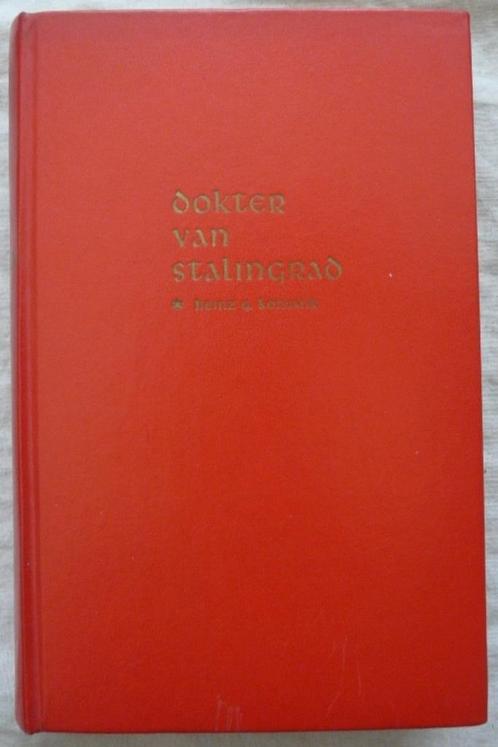 dokter
van
stalingrad
* heinz g. konsalik